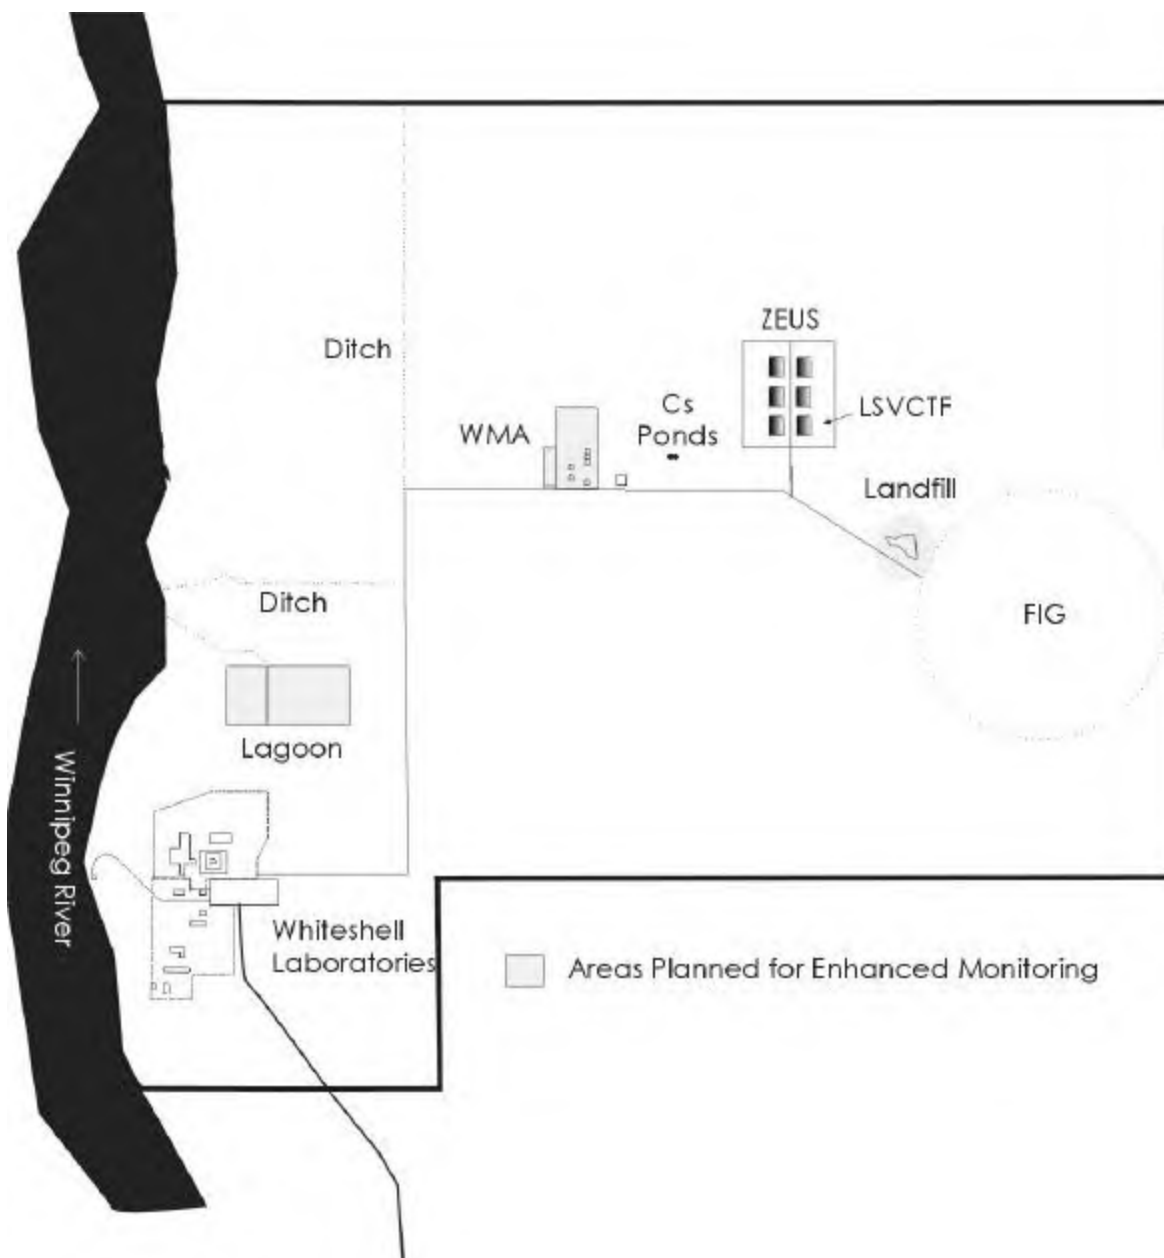 ZEUS
Ditch
LSVCTF
Cs
Ponds
WMA
Landfill
Ditch
FIG
Lagoon
Winnipeg River
Whiteshell
Laboratories
Areas Planned for Enhanced Monitoring